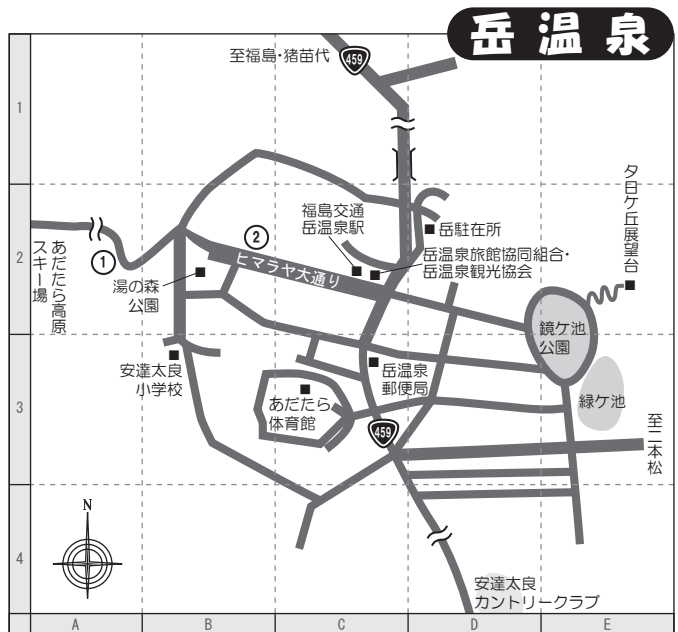 岳温泉
至福島・猪苗代
459
1
夕日ケ丘展望台
福島交通
岳温泉駅
岳駐在所
岳温泉旅館協同組合・
岳温泉観光協会
②
ヒマラヤ大通り
①
湯の森
公園
あだたら高原
スキー場
2
鏡ケ池
公園
安達太良
小学校
岳温泉
郵便局
あだたら
体育館
緑ケ池
3
459
至二本松
N
4
安達太良
カントリークラブ
A
B
C
D
E